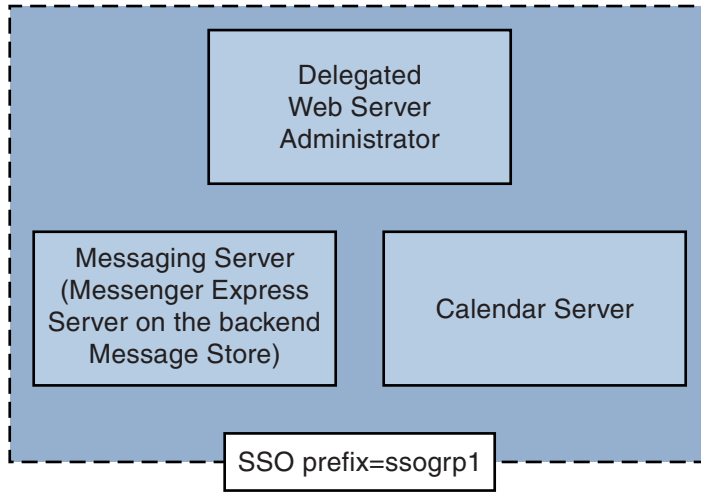 Delegated
Web Server
Administrator
Messaging Server
(Messenger Express
Server on the backend
Message Store)
Calendar Server
SSO prefix=ssogrp1